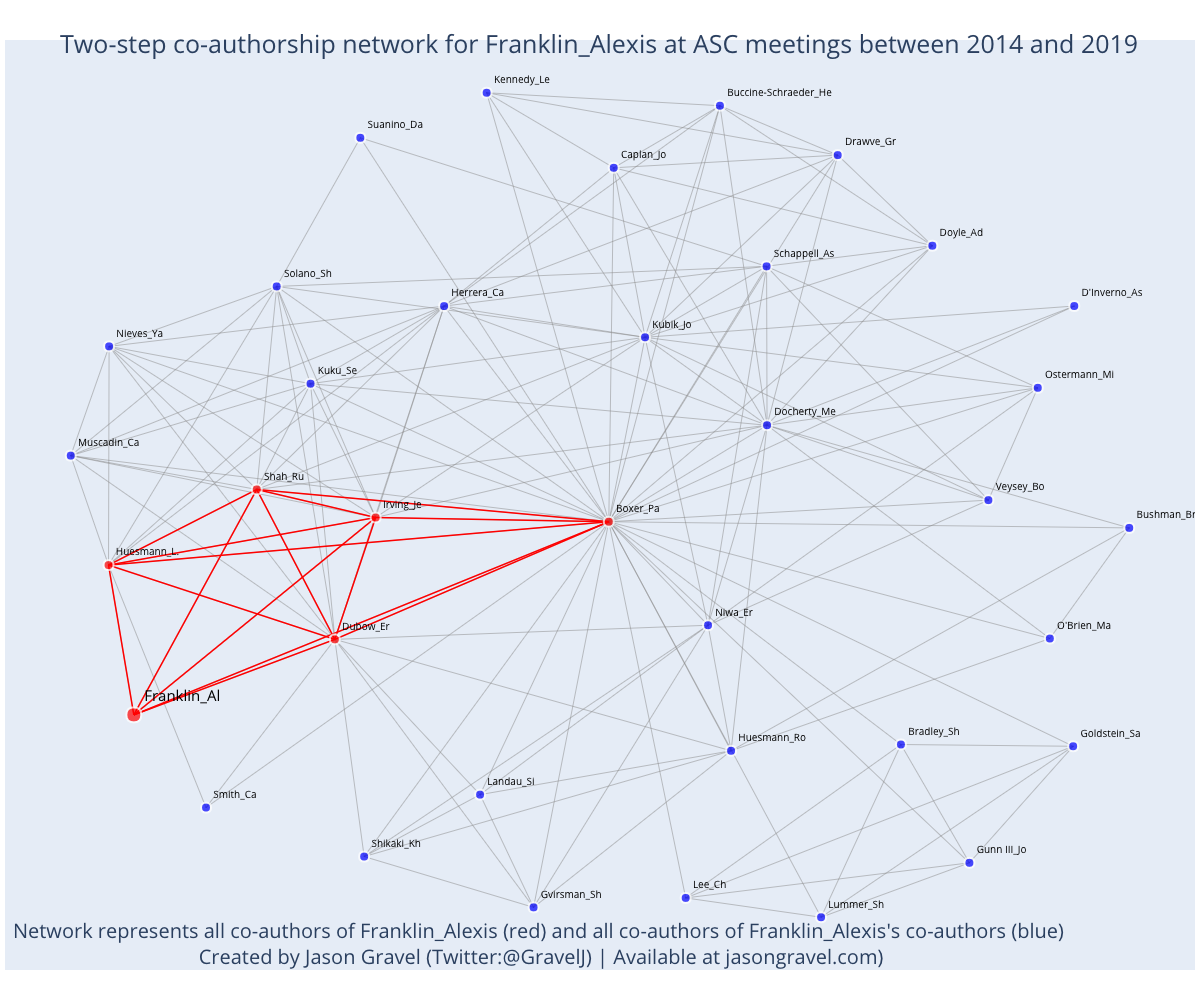 Two-step co-authorship network for Franklin_Alexis at ASC meetings between 2014 and 2019
Kennedy_Le
Buccine-Schraeder_He
Suanino_Da
Drawve_Gr
Caplan_Jo
Doyle_Ad
Schappell_As
Solano_Sh
Herrera_Ca
D'Inverno_As
Kubik_Jo
Nieves_Ya
Kuku_Se
Ostermann_Mi
Docherty_Me
Muscadin_Ca
Shah_Ru
Veysey_Bo
Irving_Je
Boxer_Pa
Bushman_Br
Huesmann_L.
Niwa_Er
Dubow_Er
O'Brien_Ma
Franklin_Al
Bradley_Sh
Goldstein_Sa
Huesmann_Ro
Landau_Si
Smith_Ca
Shikaki_Kh
Gunn III_Jo
Lee_Ch
Gvirsman_Sh
Lummer_Sh
Network represents all co-authors of Franklin_Alexis (red) and all co-authors of Franklin_Alexis's co-authors (blue)
Created by Jason Gravel (Twitter:@GravelJ) | Available at jasongravel.com)